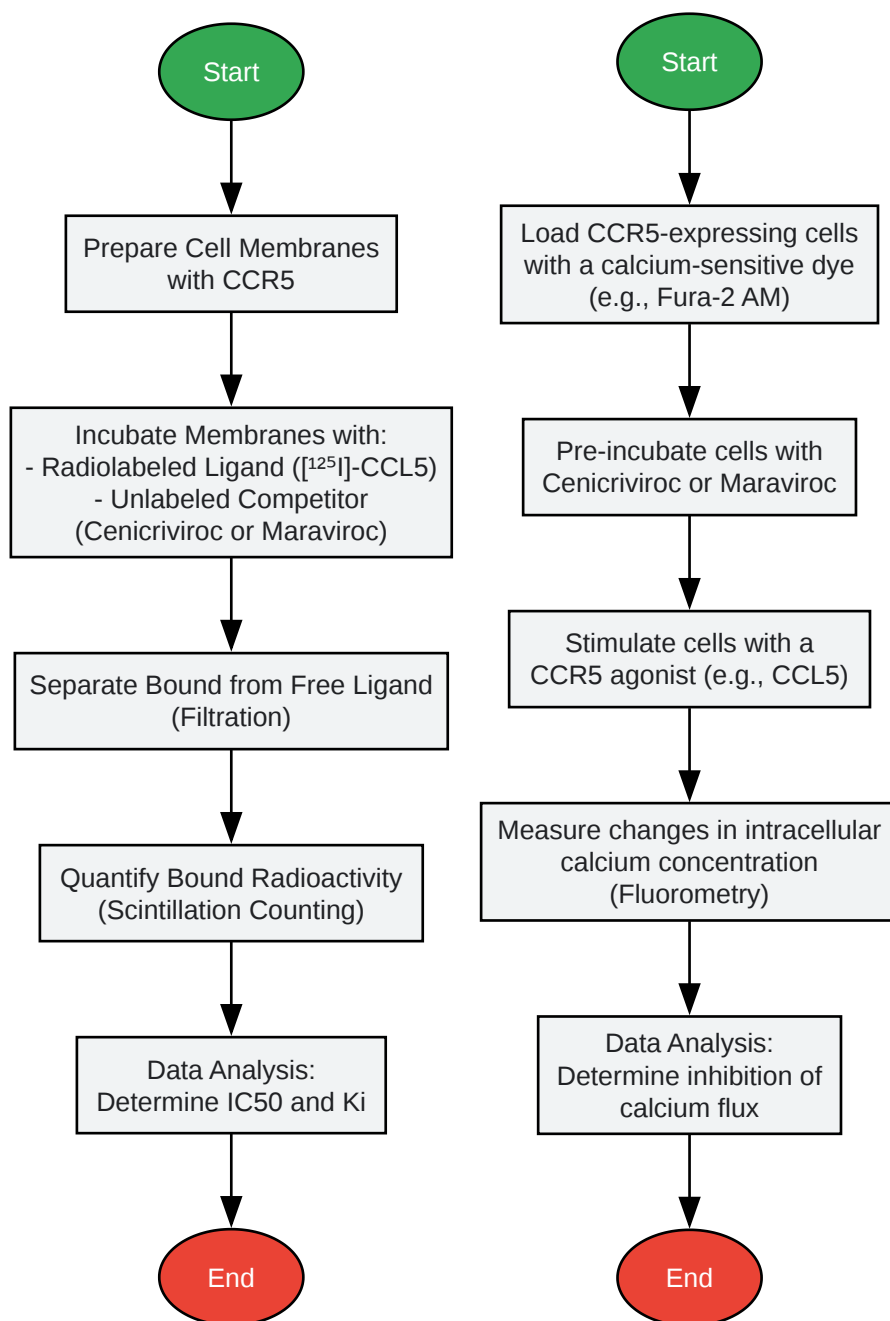 Start
Prepare Cell Membranes
with CCR5
Incubate Membranes with:
- Radiolabeled Ligand ([¹²⁵I]-CCL5)
- Unlabeled Competitor
(Cenicriviroc or Maraviroc)
Separate Bound from Free Ligand
(Filtration)
Quantify Bound Radioactivity
(Scintillation Counting)
Data Analysis:
Determine IC50 and Ki
End
Start
Load CCR5-expressing cells
with a calcium-sensitive dye
(e.g., Fura-2 AM)
Pre-incubate cells with
Cenicriviroc or Maraviroc
Stimulate cells with a
CCR5 agonist (e.g., CCL5)
Measure changes in intracellular
calcium concentration
(Fluorometry)
Data Analysis:
Determine inhibition of
calcium flux
End